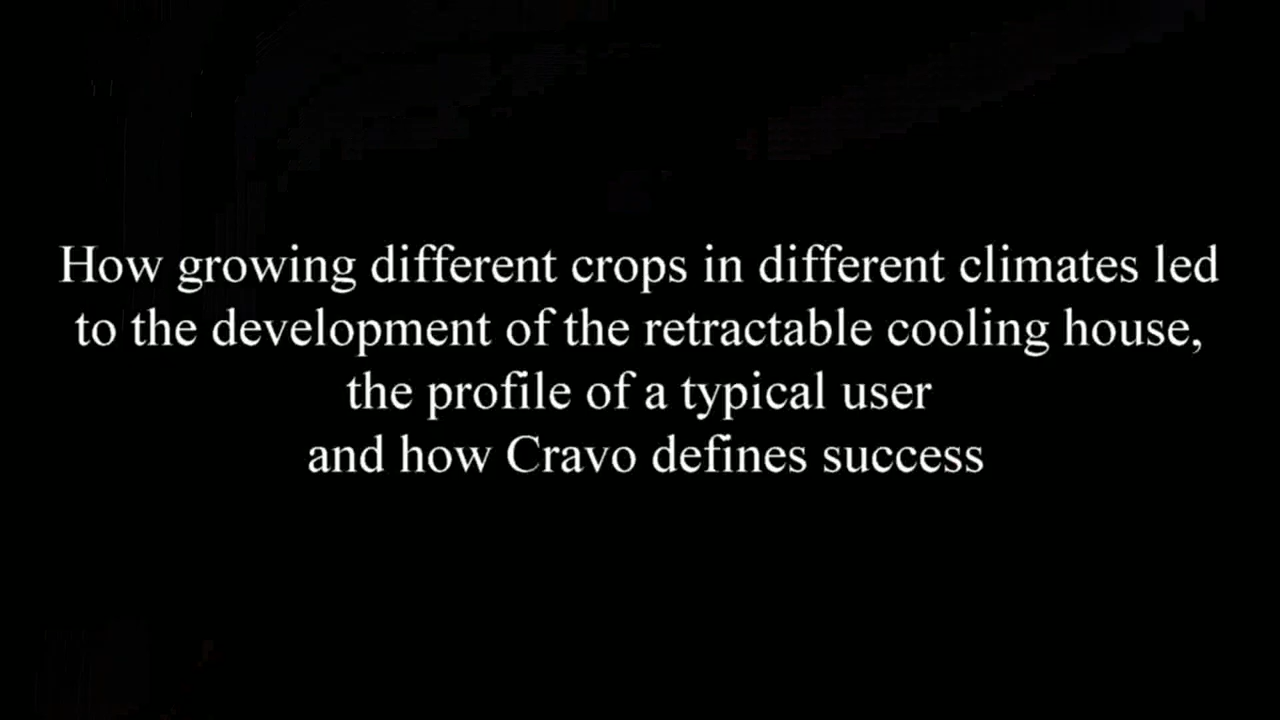 How growing different crops in different climates led
to the development of the retractable cooling house,
the profile of a typical user
and how Cravo defines success